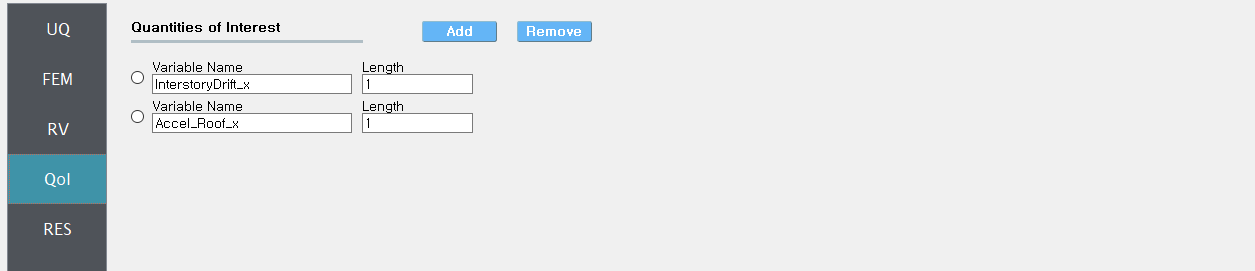 UQ
FEM
RV
QoI
RES
Quantities of Interest
Add
Remove
Variable Name
Length
InterstoryDrift_x
1
Variable Name
Length
Accel_Roof_x
1